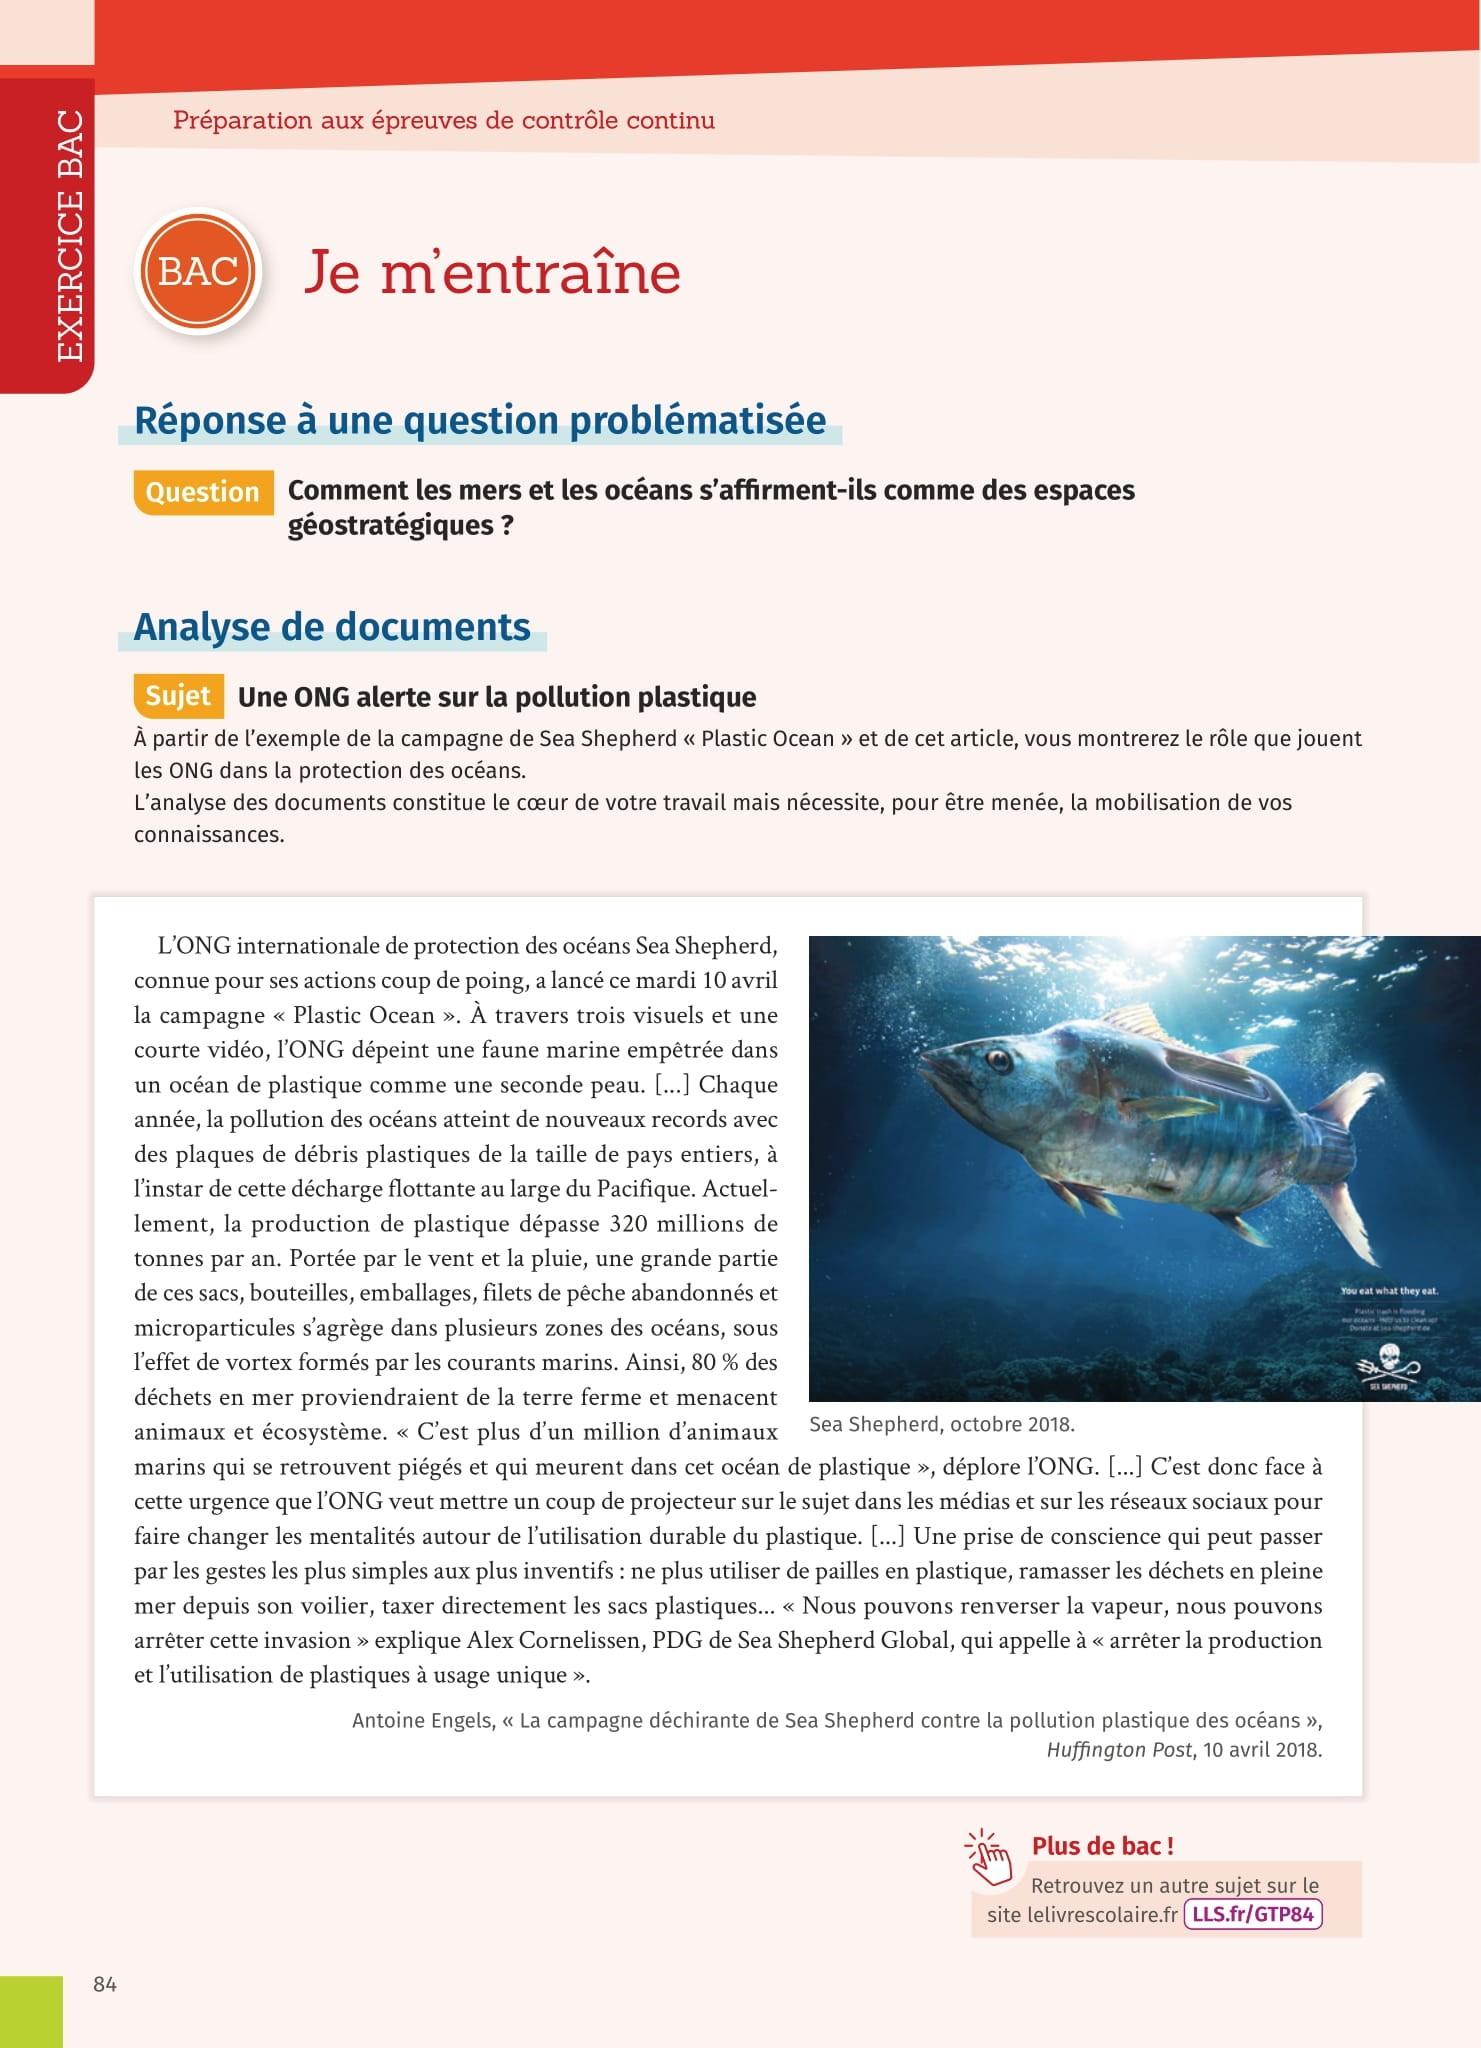 Préparation aux épreuves de contrôle continu
EXERCICE BAC
BAC
Je m'entraîne
Réponse à une question problématisée
Question
Comment les mers et les océans s'affirment-ils comme des espaces
géostratégiques ?
Analyse de documents
Sujet
Une ONG alerte sur la pollution plastique
À partir de l'exemple de la campagne de Sea Shepherd « Plastic Ocean » et de cet article, vous montrerez le rôle que jouent
les ONG dans la protection des océans.
L'analyse des documents constitue le cœur de votre travail mais nécessite, pour être menée, la mobilisation de vos
connaissances.
L'ONG internationale de protection des océans Sea Shepherd,
connue pour ses actions coup de poing, a lancé ce mardi 10 avril
la campagne « Plastic Ocean ». À travers trois visuels et une
courte vidéo, l'ONG dépeint une faune marine empêtrée dans
un océan de plastique comme une seconde peau. [...] Chaque
année, la pollution des océans atteint de nouveaux records avec
des plaques de débris plastiques de la taille de pays entiers, à
l'instar de cette décharge flottante au large du Pacifique. Actuel-
lement, la production de plastique dépasse 320 millions de
tonnes par an. Portée par le vent et la pluie, une grande partie
de ces sacs, bouteilles, emballages, filets de pêche abandonnés et
microparticules s'agrège dans plusieurs zones des océans, sous
l'effet de vortex formés par les courants marins. Ainsi, 80 % des
déchets en mer proviendraient de la terre ferme et menacent
animaux et écosystème. « C'est plus d'un million d'animaux
marins qui se retrouvent piégés et qui meurent dans cet océan de plastique », déplore l'ONG. [...] C'est donc face à
cette urgence que l'ONG veut mettre un coup de projecteur sur le sujet dans les médias et sur les réseaux sociaux pour
faire changer les mentalités autour de l'utilisation durable du plastique. [...] Une prise de conscience qui peut passer
par les gestes les plus simples aux plus inventifs : ne plus utiliser de pailles en plastique, ramasser les déchets en pleine
mer depuis son voilier, taxer directement les sacs plastiques... « Nous pouvons renverser la vapeur, nous pouvons
arrêter cette invasion » explique Alex Cornelissen, PDG de Sea Shepherd Global, qui appelle à « arrêter la production
et l'utilisation de plastiques à usage unique ».
You eat what they eat.
Plastic trash is flooding
our oceans. Help us to clean up!
Donate at sea-shepherd.de
SEA SHEPHERD
Sea Shepherd, octobre 2018.
Antoine Engels, « La campagne déchirante de Sea Shepherd contre la pollution plastique des océans »,
Huffington Post, 10 avril 2018.
Plus de bac !
Retrouvez un autre sujet sur le
site lelivrescolaire.fr LLS.fr/GTP84
84